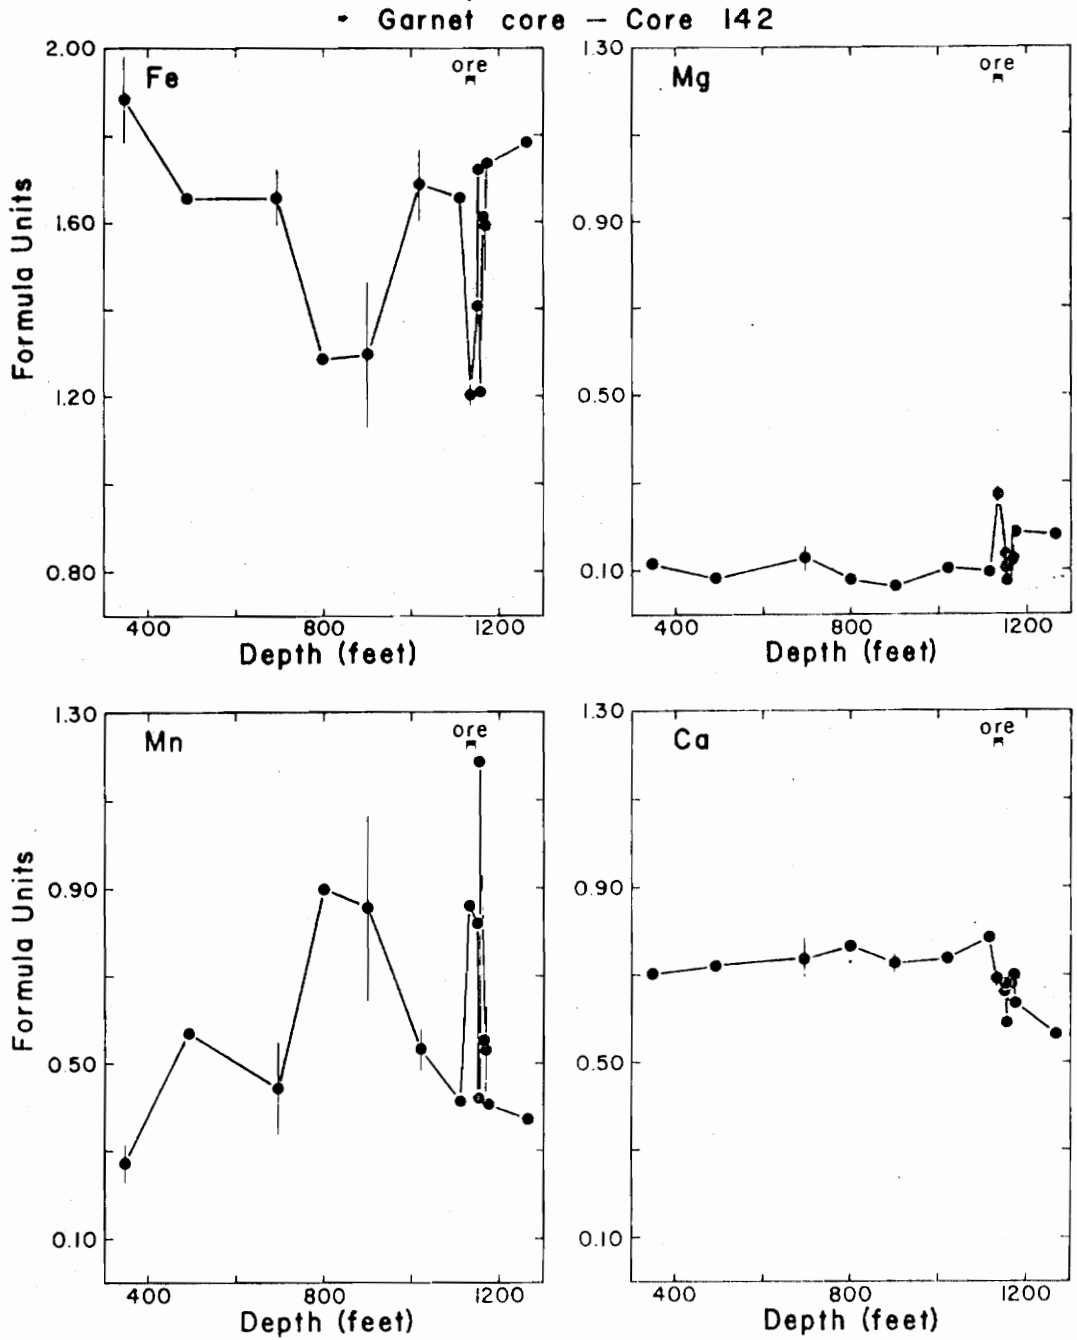 Garnet core – Core 142
2.00
Fe
ore
1.60
1.20
0.80
400 800 1200
Depth (feet)
Formula Units
1.30
Mg
ore
0.90
0.50
0.10
400 800 1200
Depth (feet)
1.30
Mn
ore
0.90
0.50
0.10
400 800 1200
Depth (feet)
Formula Units
1.30
Ca
ore
0.90
0.50
0.10
400 800 1200
Depth (feet)